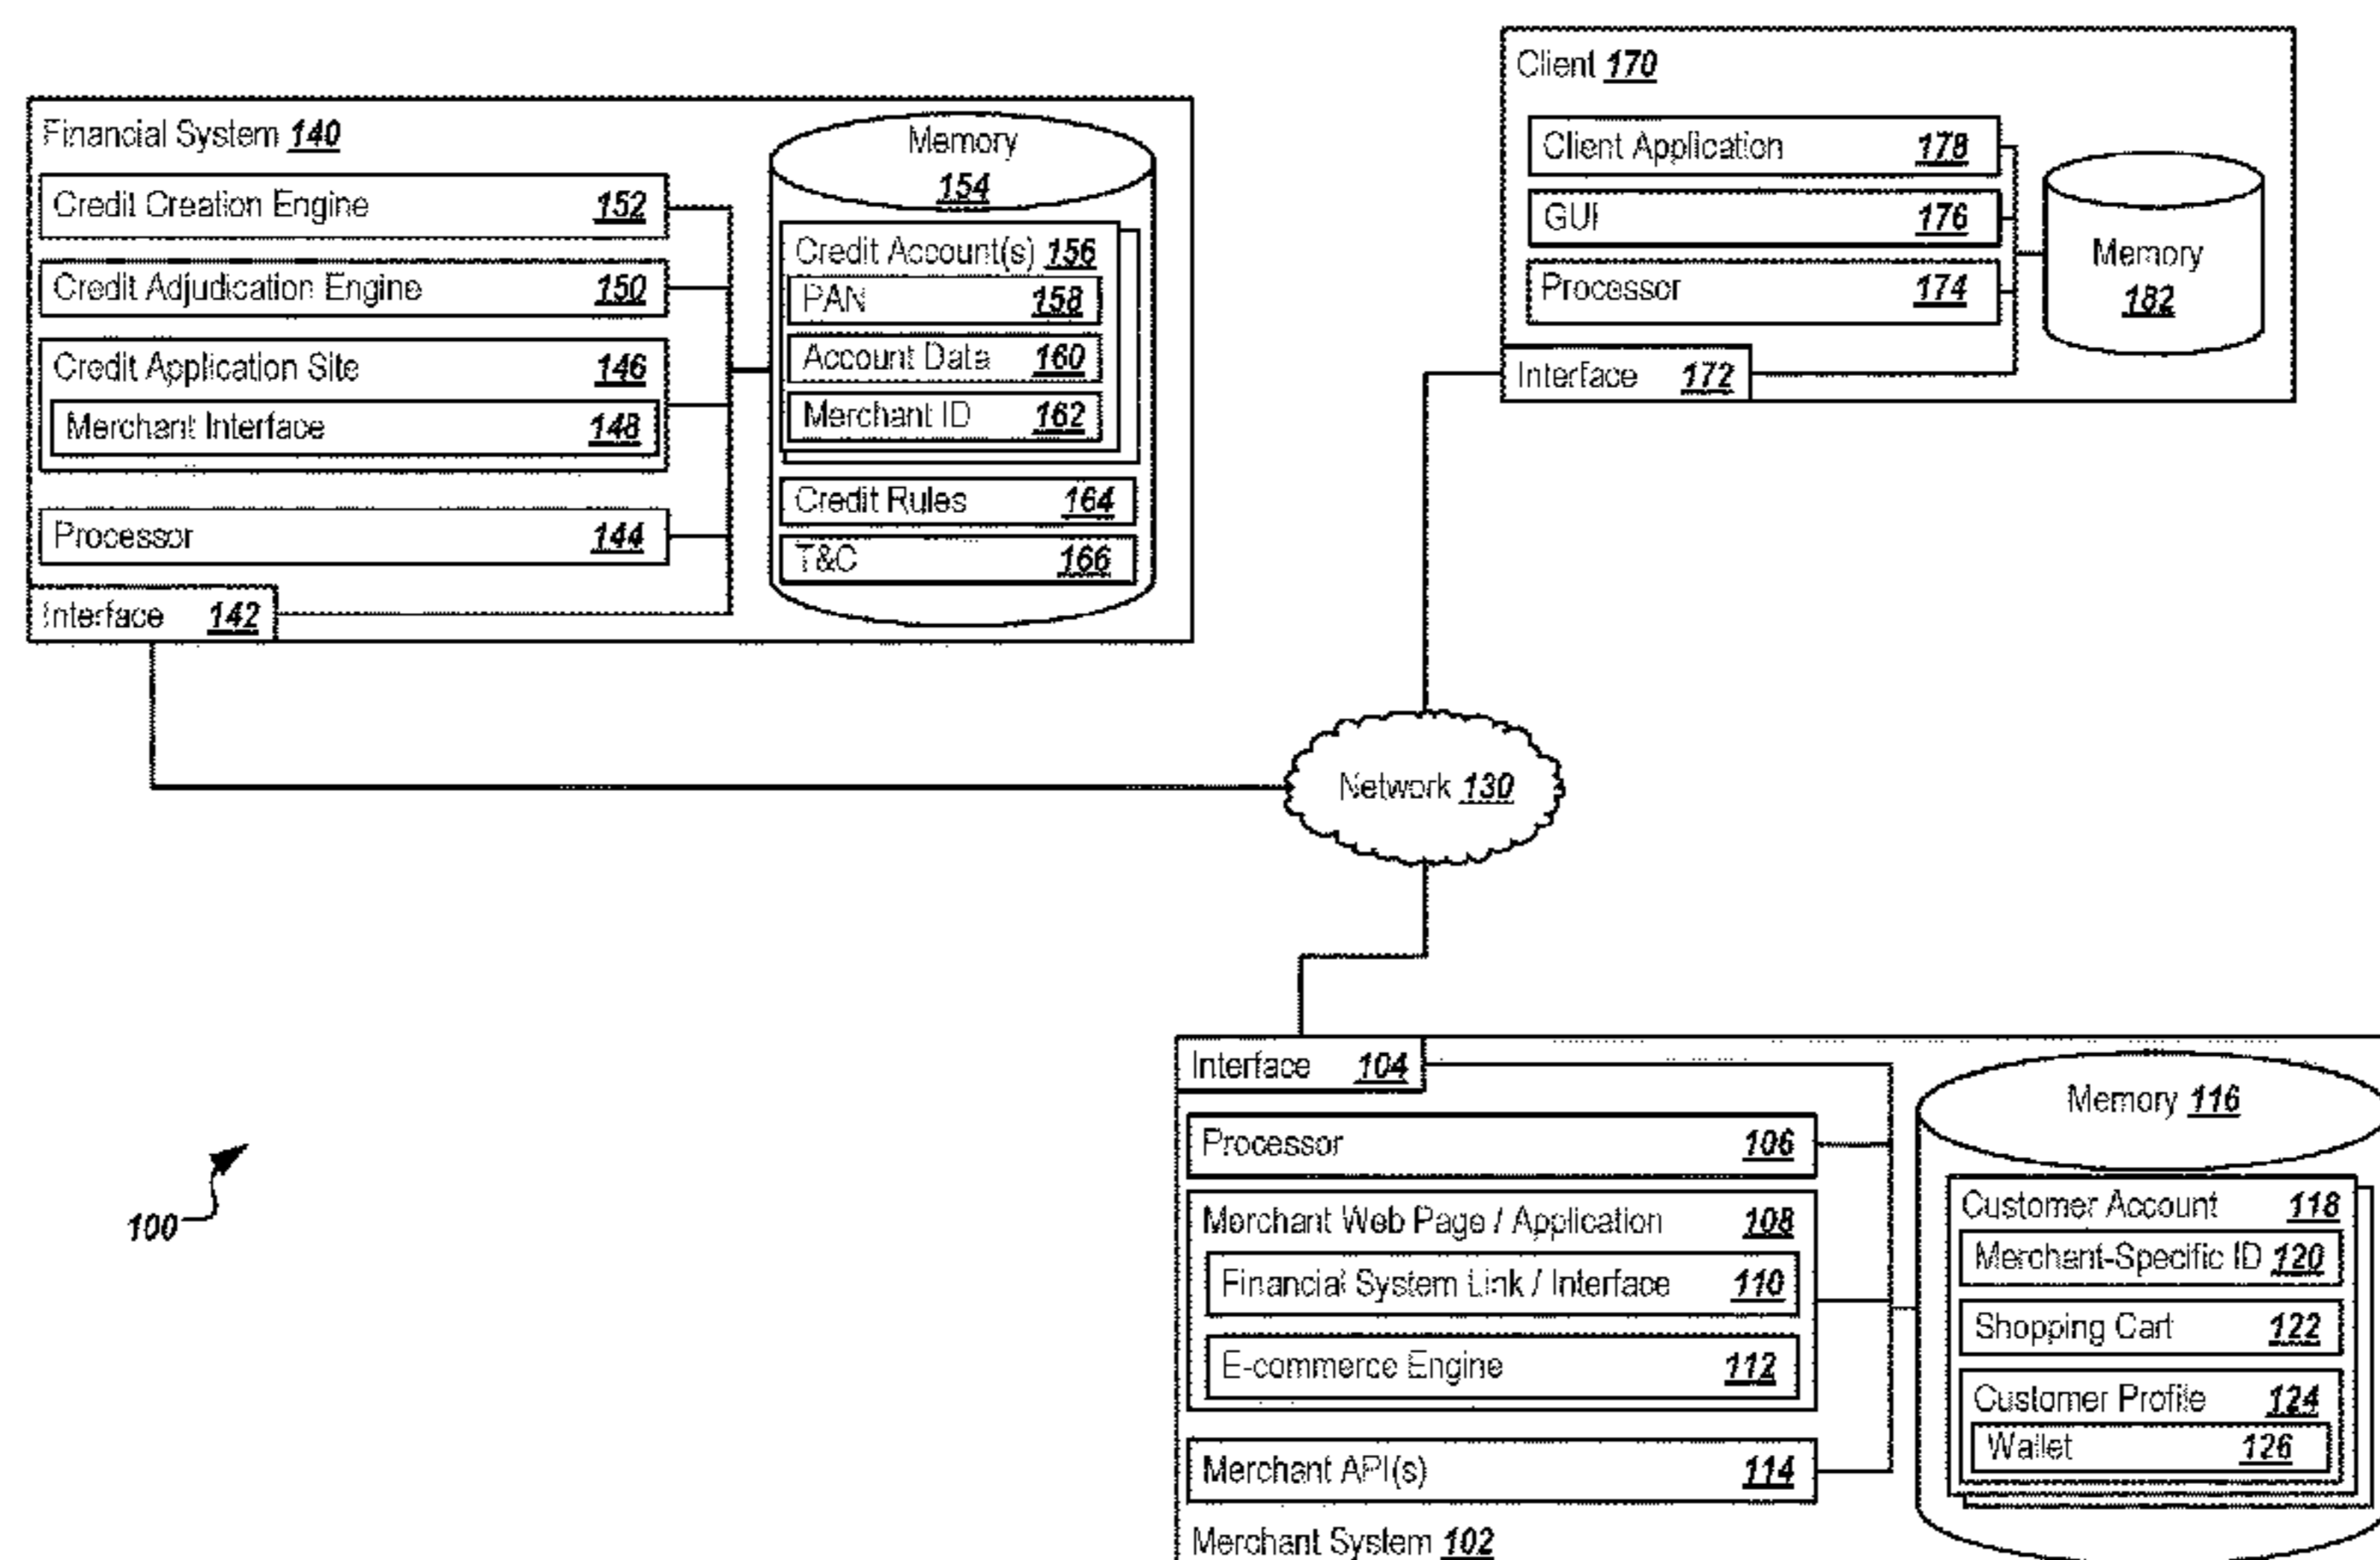 Financial System 140
Credit Creation Engine 152
Credit Adjudication Engine 150
Credit Application Site 146
Merchant Interface 148
Processor 144
Interface 142
Memory
154
Credit Account(s) 156
PAN 158
Account Data 160
Merchant ID 162
Credit Rules 164
T&C 166
Client 170
Client Application 178
GUI 176
Processor 174
Interface 172
Memory
182
Network 130
100
Interface 104
Processor 106
Merchant Web Page / Application 108
Financial System Link / Interface 110
E-commerce Engine 112
Merchant API(s) 114
Merchant System 102
Memory 116
Customer Account 118
Merchant-Specific ID 120
Shopping Cart 122
Customer Profile 124
Wallet 126